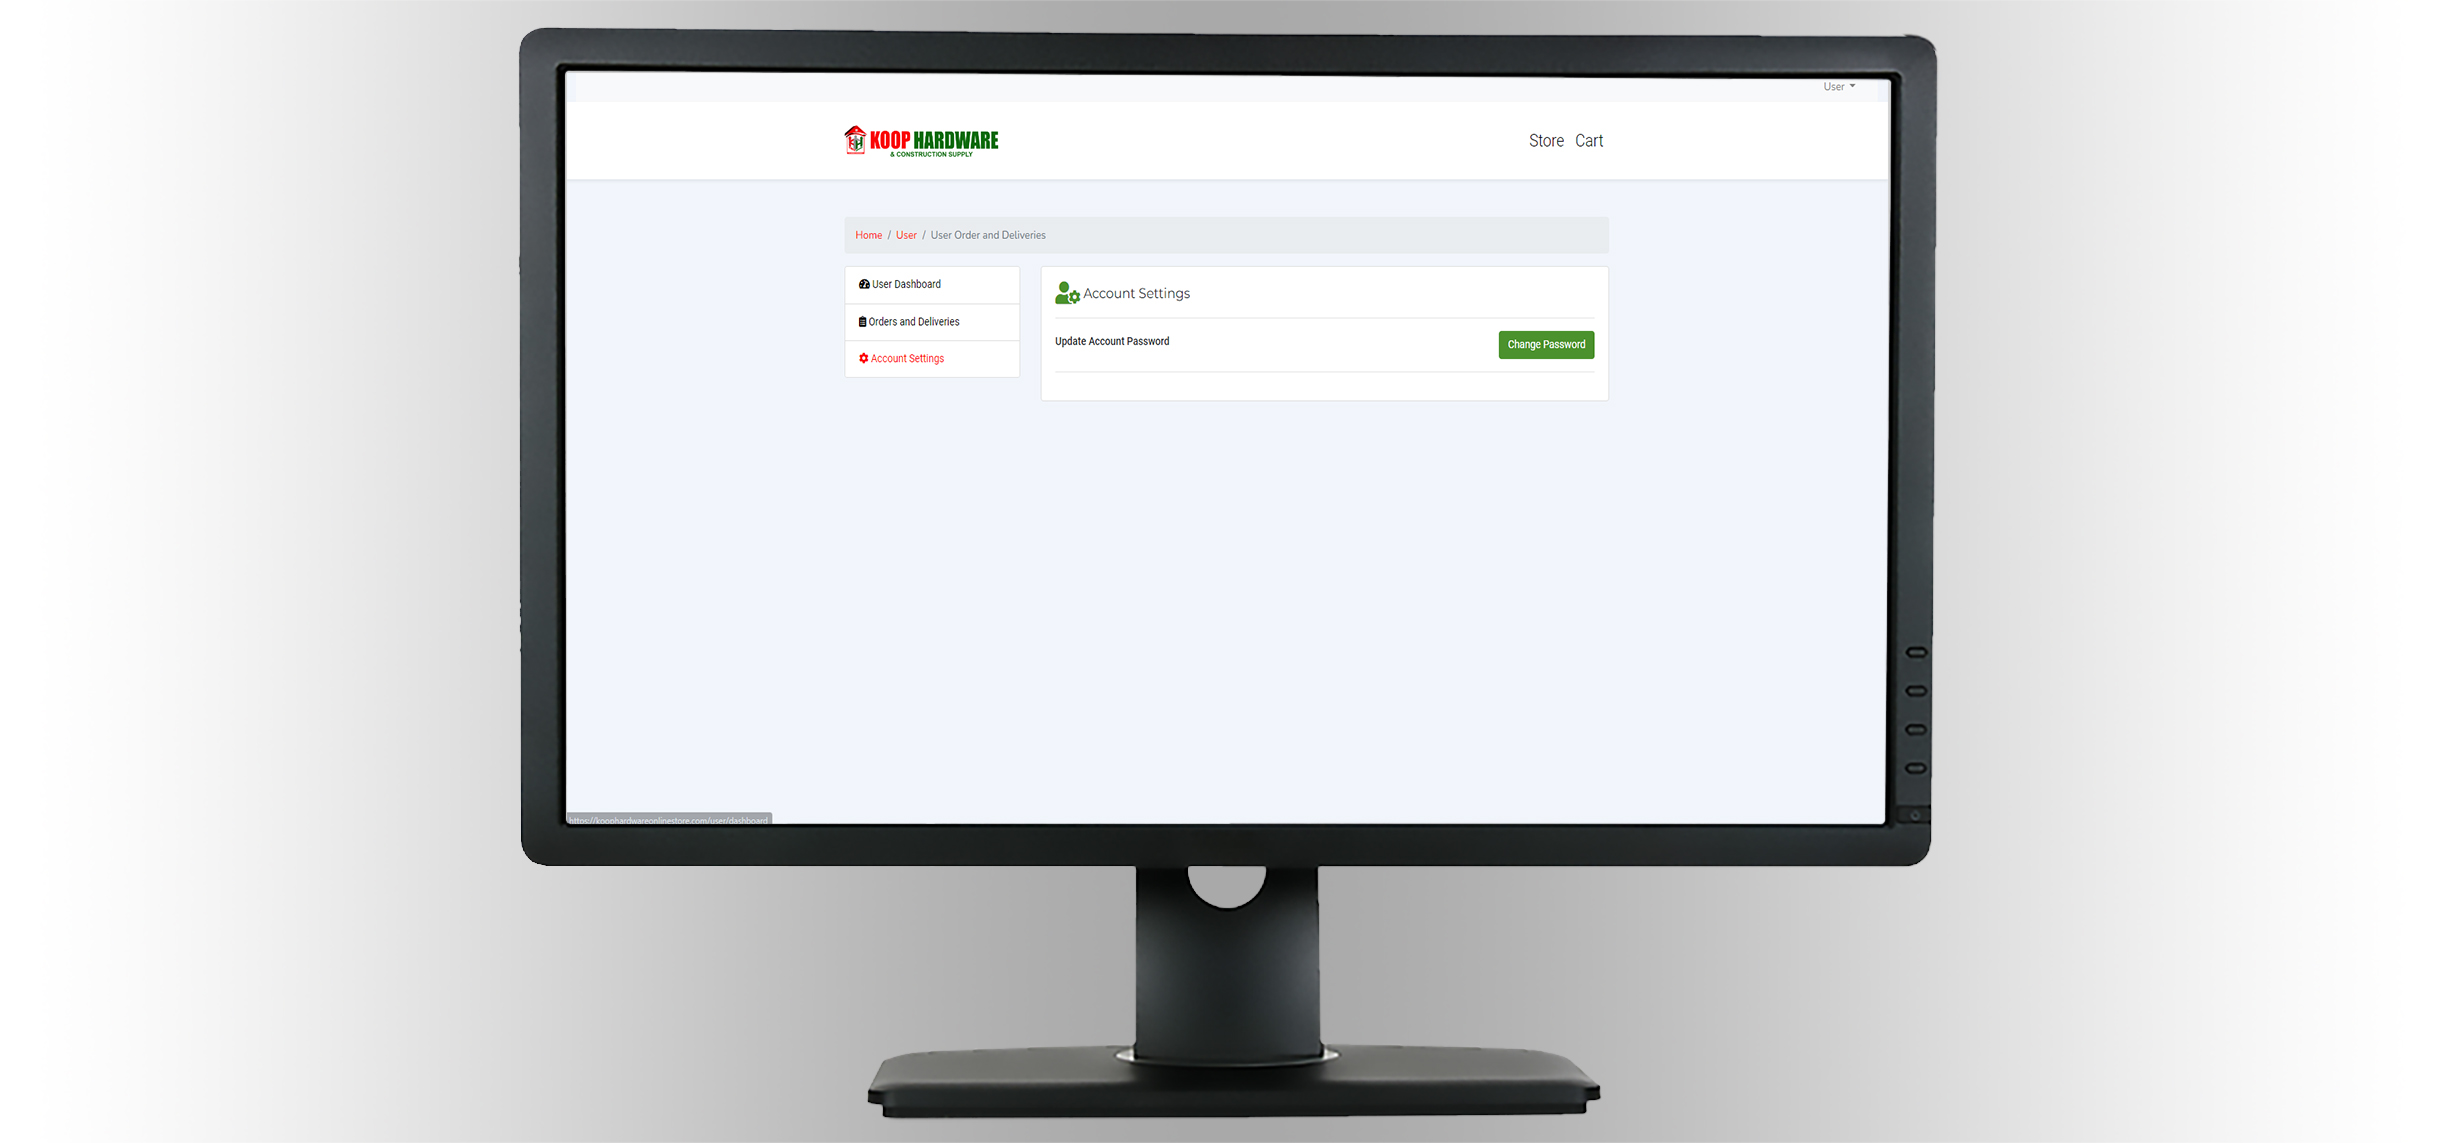 User
KOOP HARDWARE
& CONSTRUCTION SUPPLY
Store Cart
Home / User / User Order and Deliveries
User Dashboard
Orders and Deliveries
Account Settings
Account Settings
Update Account Password
Change Password
https://koophardwareonlinestore.com/user/dashboard